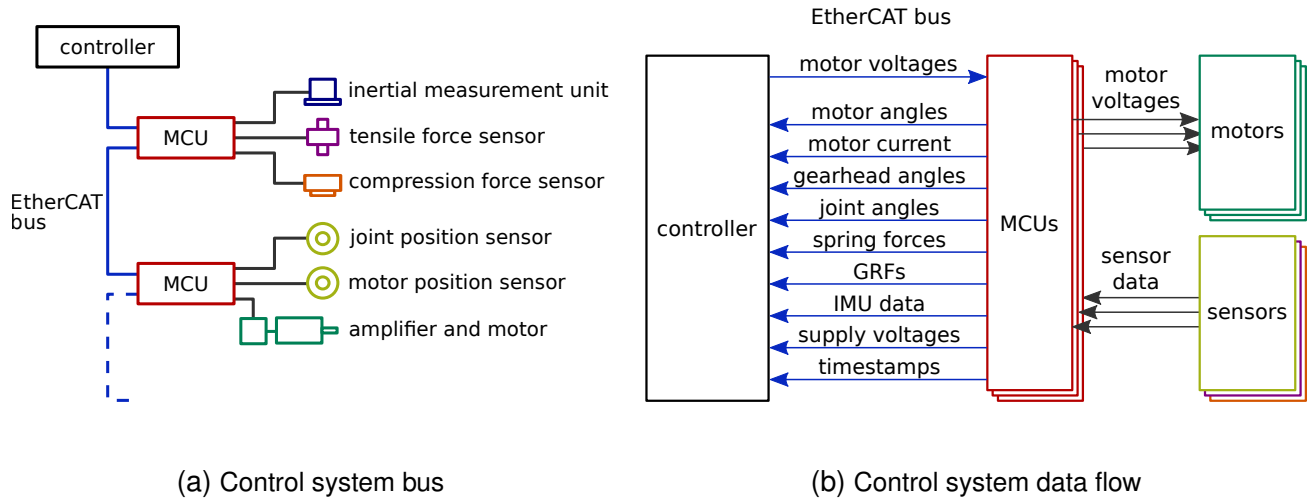 controller
MCU
inertial measurement unit
tensile force sensor
compression force sensor
EtherCAT
bus
MCU
joint position sensor
motor position sensor
amplifier and motor
(a) Control system bus
EtherCAT bus
controller
motor voltages
motor angles
motor current
gearhead angles
joint angles
spring forces
GRFs
IMU data
supply voltages
timestamps
MCUs
motor
voltages
motors
sensor
data
sensors
(b) Control system data flow